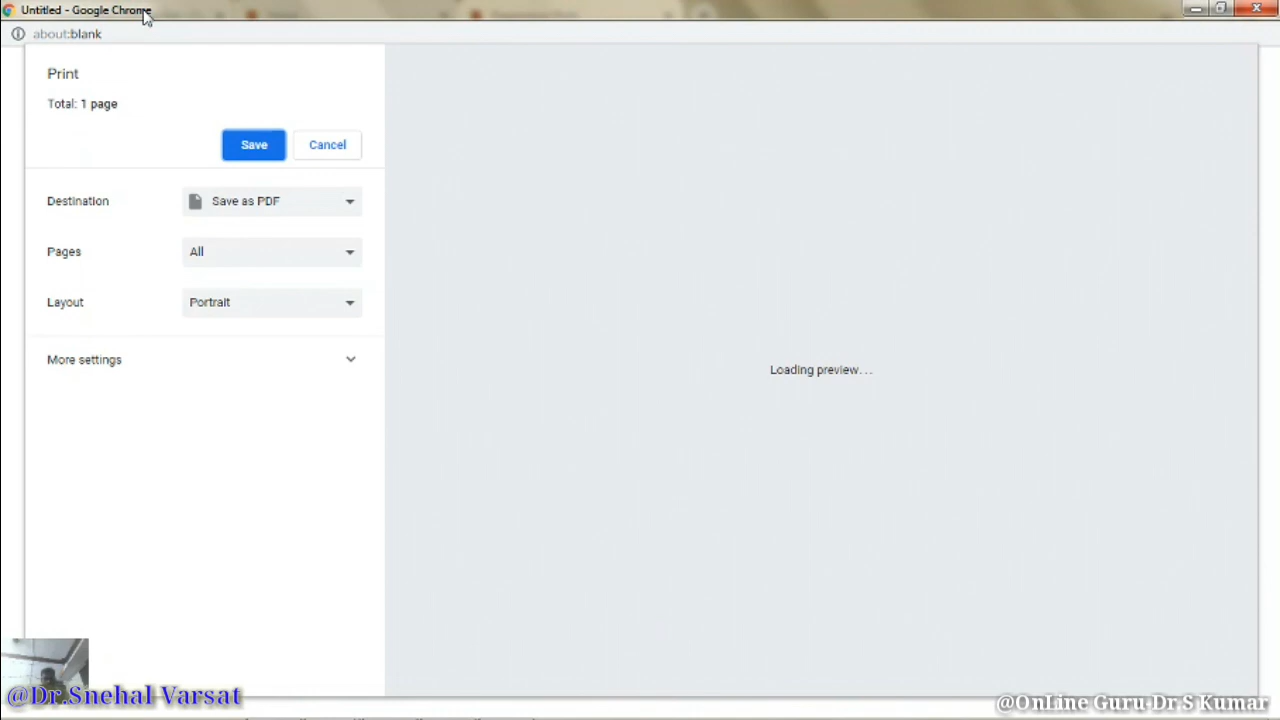 Untitled - Google Chrome
about:blank
Print
Total: 1 page
Save
Cancel
Destination
Save as PDF
Pages
All
Layout
Portrait
More settings
Loading preview...
@Dr.Snehal Varsat
@OnLine Guru-Dr S Kumar